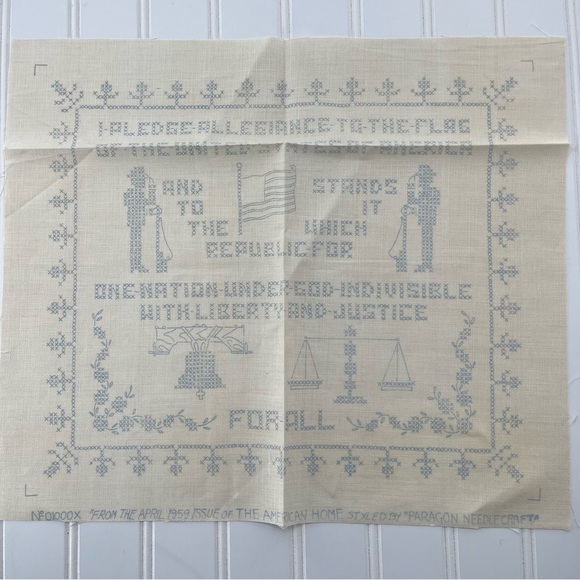 I·PLEDGE·ALLEGIANCE·TO·THE·FLAG
OF·THE·UNITED·STATES·OF·AMERICA
AND STANDS
TO IT
THE WHICH
REPUBLIC·FOR
ONE·NATION·UNDER·GOD·INDIVISIBLE
WITH·LIBERTY·AND·JUSTICE
FOR·ALL
Nº01000X "FROM THE APRIL 1959 ISSUE OF THE AMERICAN HOME STYLED BY "PARAGON NEEDLECRAFT"